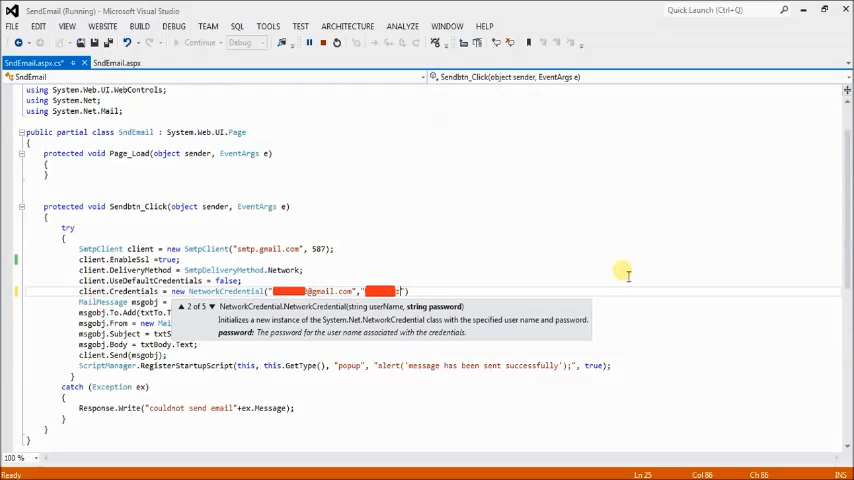 SendEmail (Running) - Microsoft Visual Studio
Quick Launch (Ctrl+Q)
FILE EDIT VIEW WEBSITE BUILD DEBUG TEAM SQL TOOLS TEST ARCHITECTURE ANALYZE WINDOW HELP
Continue Debug
SendEmail.aspx.cs* SndEmail.aspx
SndEmail Sendbtn_Click(object sender, EventArgs e)
using System.Web.UI.WebControls;
using System.Net;
using System.Net.Mail;
public partial class SndEmail : System.Web.UI.Page
{
protected void Page_Load(object sender, EventArgs e)
{
}
protected void Sendbtn_Click(object sender, EventArgs e)
{
try
{
SmtpClient client = new SmtpClient("smtp.gmail.com", 587);
client.EnableSsl =true;
client.DeliveryMethod = SmtpDeliveryMethod.Network;
client.UseDefaultCredentials = false;
client.Credentials = new NetworkCredential(" @gmail.com"," ")
MailMessage msgobj =
▲ 2 of 5 ▼ NetworkCredential.NetworkCredential(string userName, string password)
msgobj.To.Add(txtTo.T
Initializes a new instance of the System.Net.NetworkCredential class with the specified user name and password.
msgobj.From = new Mai
password: The password for the user name associated with the credentials.
msgobj.Subject = txtS
msgobj.Body = txtBody.Text;
client.Send(msgobj);
ScriptManager.RegisterStartupScript(this, this.GetType(), "popup", "alert('message has been sent successfully');", true);
}
catch (Exception ex)
{
Response.Write("couldnot send email"+ex.Message);
}
}
}
100 %
Ln 25 Col 86 Ch 86 INS